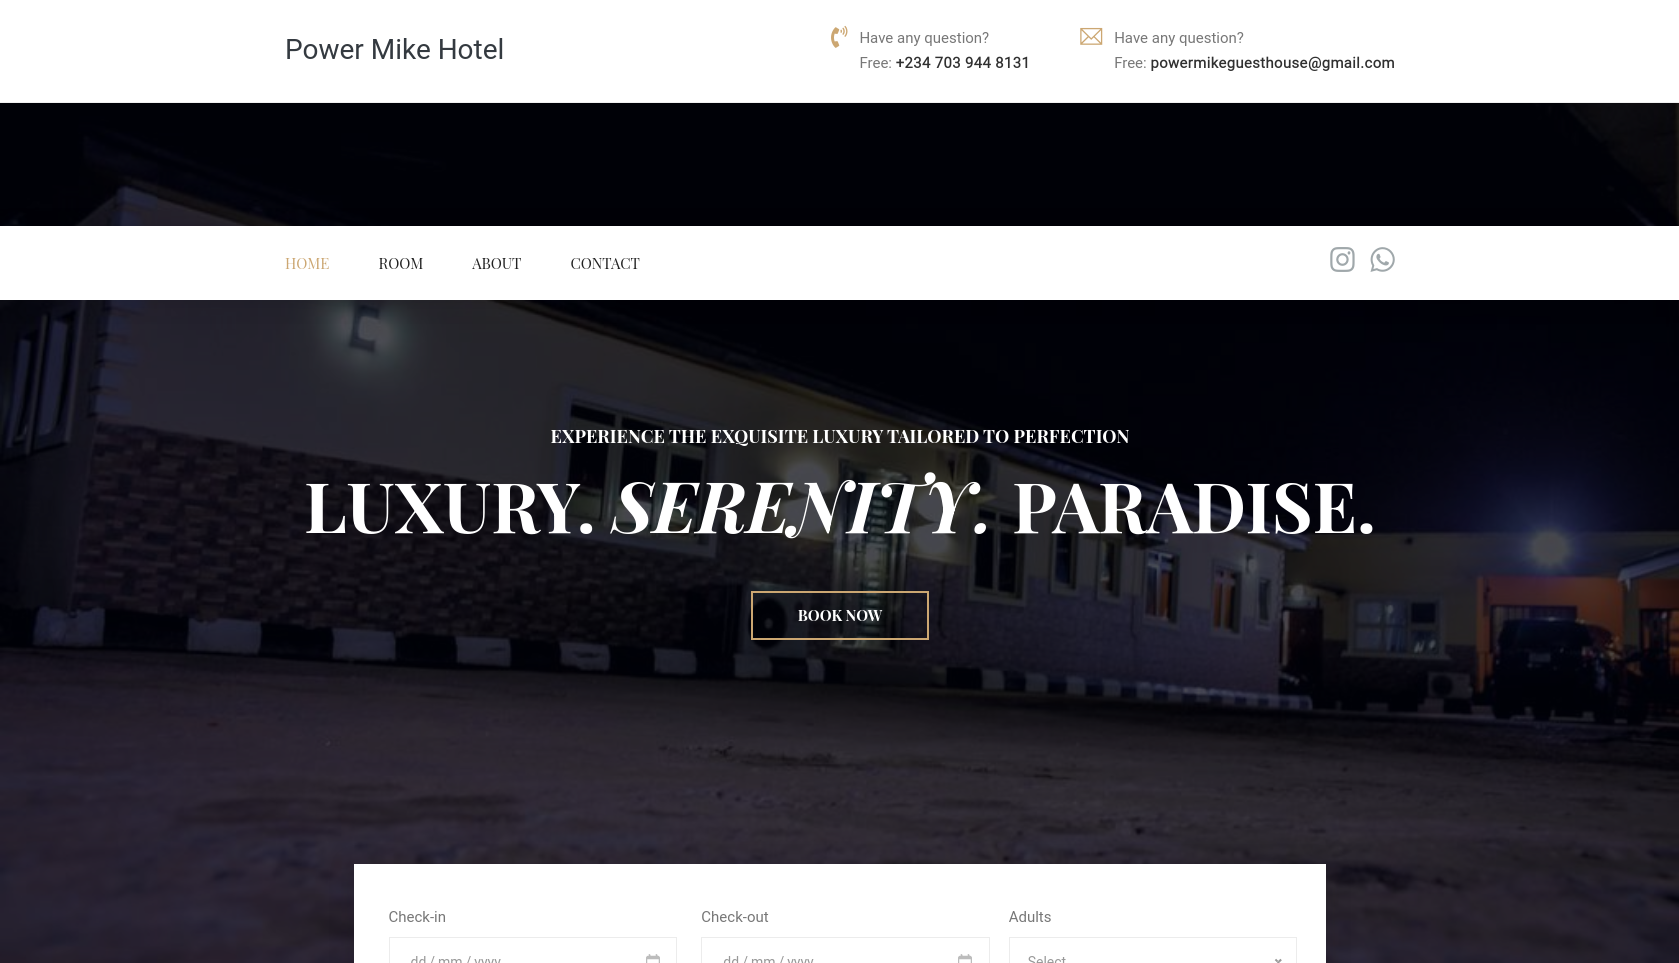 Power Mike Hotel
Have any question?
Free: +234 703 944 8131
Have any question?
Free: powermikeguesthouse@gmail.com
HOME
ROOM
ABOUT
CONTACT
EXPERIENCE THE EXQUISITE LUXURY TAILORED TO PERFECTION
LUXURY. SERENITY. PARADISE.
BOOK NOW
Check-in
Check-out
Adults
dd / mm / yyyy
dd / mm / yyyy
Select